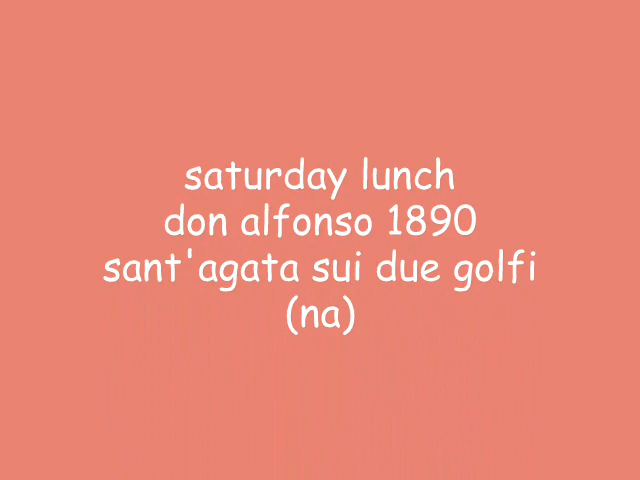 saturday lunch
don alfonso 1890
sant'agata sui due golfi
(na)